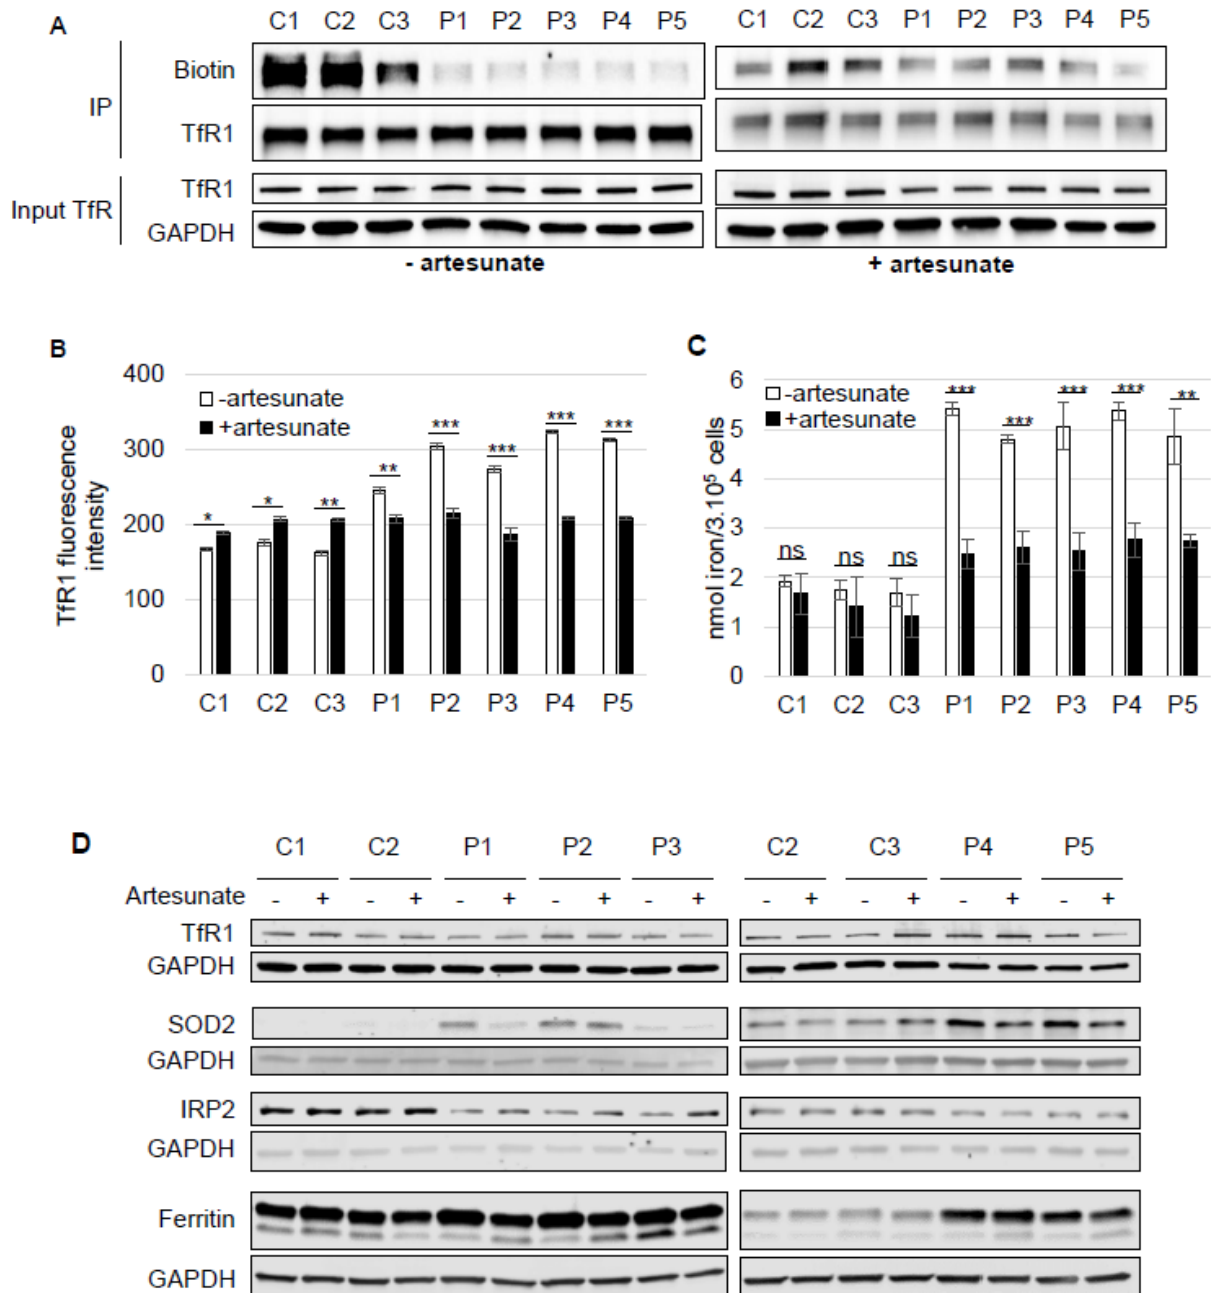 A
C1 C2 C3 P1 P2 P3 P4 P5 C1 C2 C3 P1 P2 P3 P4 P5
Biotin
IP
TfR1
TfR1
Input TfR
GAPDH
- artesunate + artesunate
B
TfR1 fluorescence intensity
400
300
200
100
0
-artesunate
+artesunate
* * ** ** *** *** *** ***
C1 C2 C3 P1 P2 P3 P4 P5
C
nmol iron/3.10⁵ cells
6
5
4
3
2
1
0
-artesunate
+artesunate
ns ns ns *** *** *** *** **
C1 C2 C3 P1 P2 P3 P4 P5
D
C1 C2 P1 P2 P3 C2 C3 P4 P5
Artesunate - + - + - + - + - + - + - + - + - +
TfR1
GAPDH
SOD2
GAPDH
IRP2
GAPDH
Ferritin
GAPDH